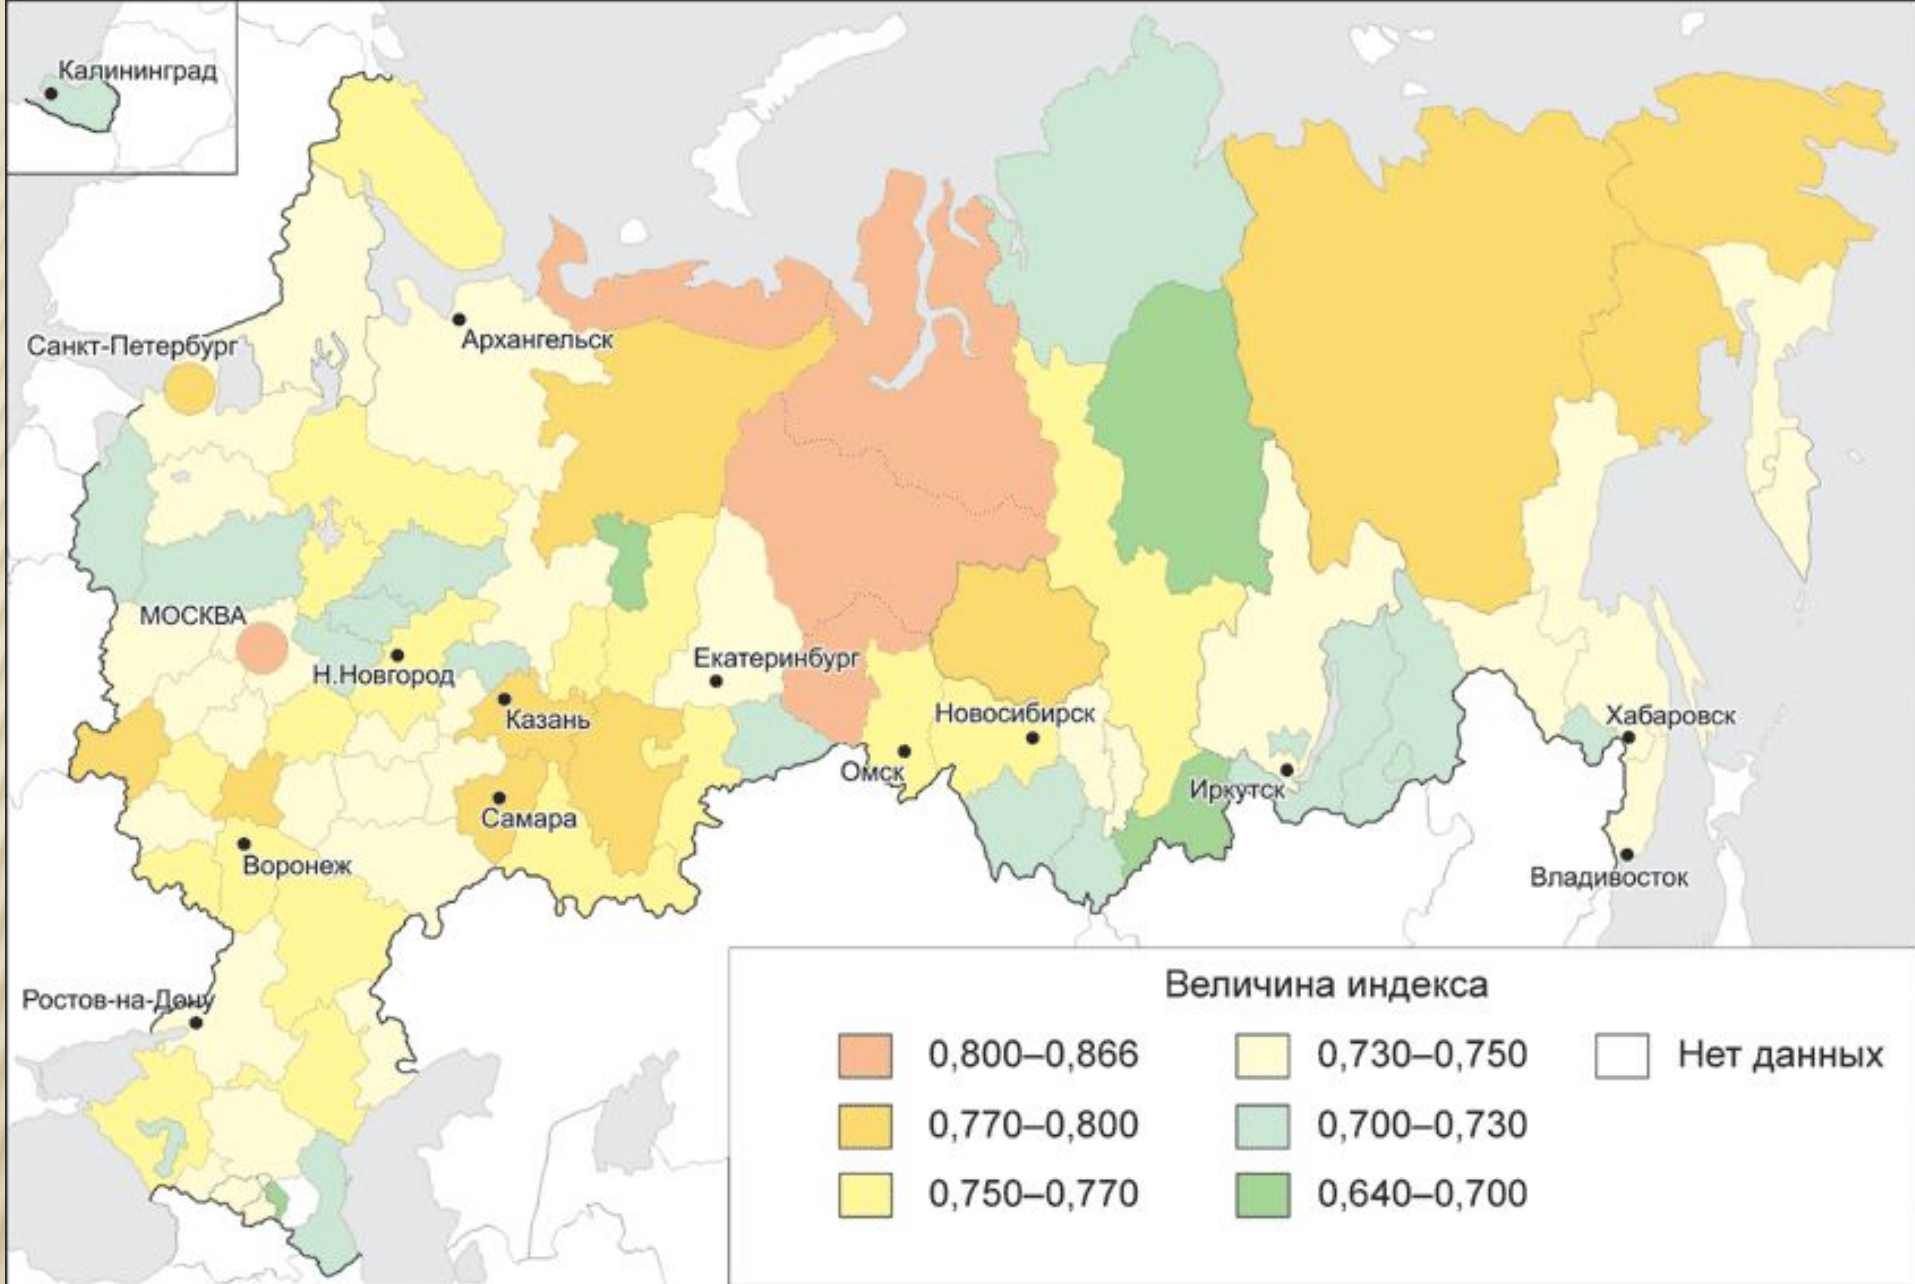 Калининград
Архангельск
Санкт-Петербург
МОСКВА
Н.Новгород
Екатеринбург
Казань
Новосибирск
Хабаровск
Омск
Иркутск
Самара
Воронеж
Владивосток
Ростов-на-Дону
Величина индекса
0,800–0,866
0,730–0,750
Нет данных
0,770–0,800
0,700–0,730
0,750–0,770
0,640–0,700